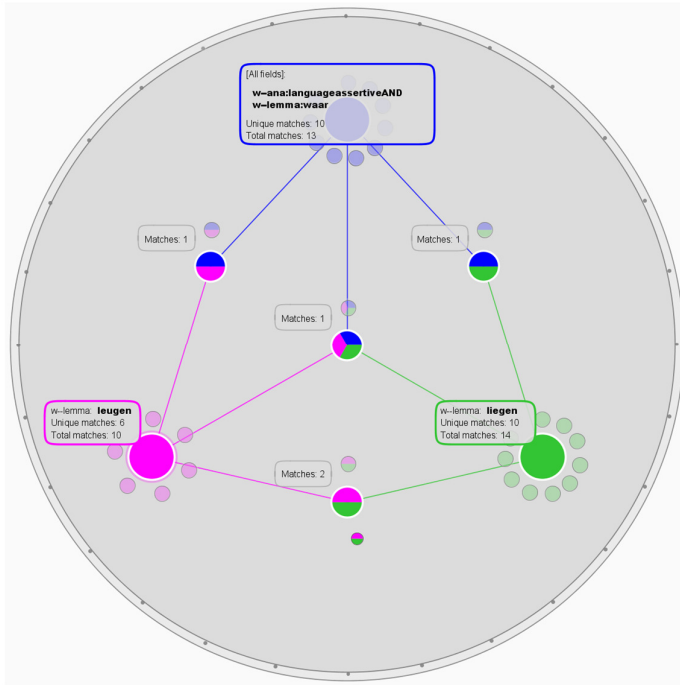 [All fields]:
w-ana:languageassertiveAND
w-lemma:waar
Unique matches: 10
Total matches: 13
Matches: 1
Matches: 1
Matches: 1
w-lemma: leugen
Unique matches: 6
Total matches: 10
w-lemma: liegen
Unique matches: 10
Total matches: 14
Matches: 2